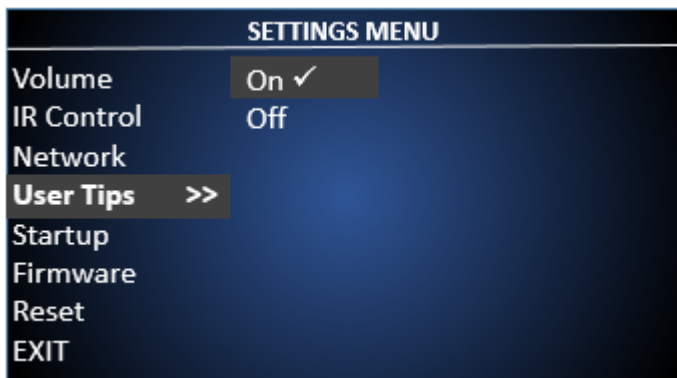 SETTINGS MENU
Volume On ✓
IR Control Off
Network
User Tips >>
Startup
Firmware
Reset
EXIT